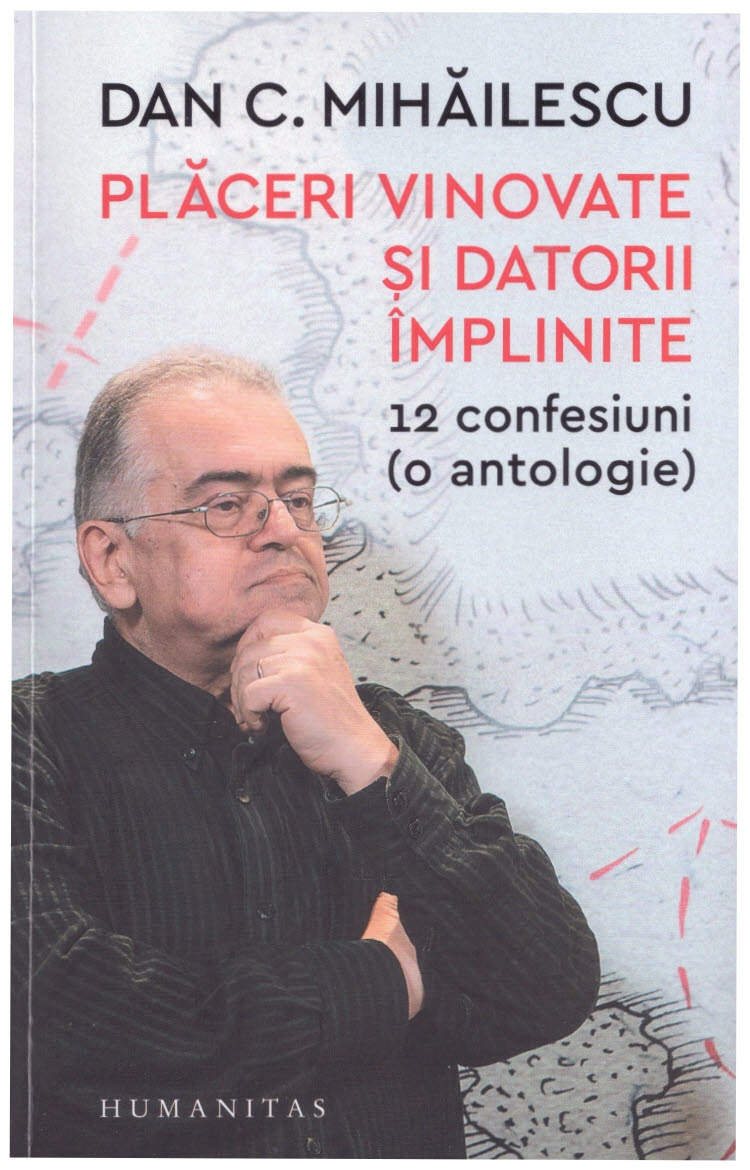 DAN C. MIHĂILESCU
PLĂCERI VINOVATE
ȘI DATORII
ÎMPLINITE
12 confesiuni
(o antologie)
HUMANITAS